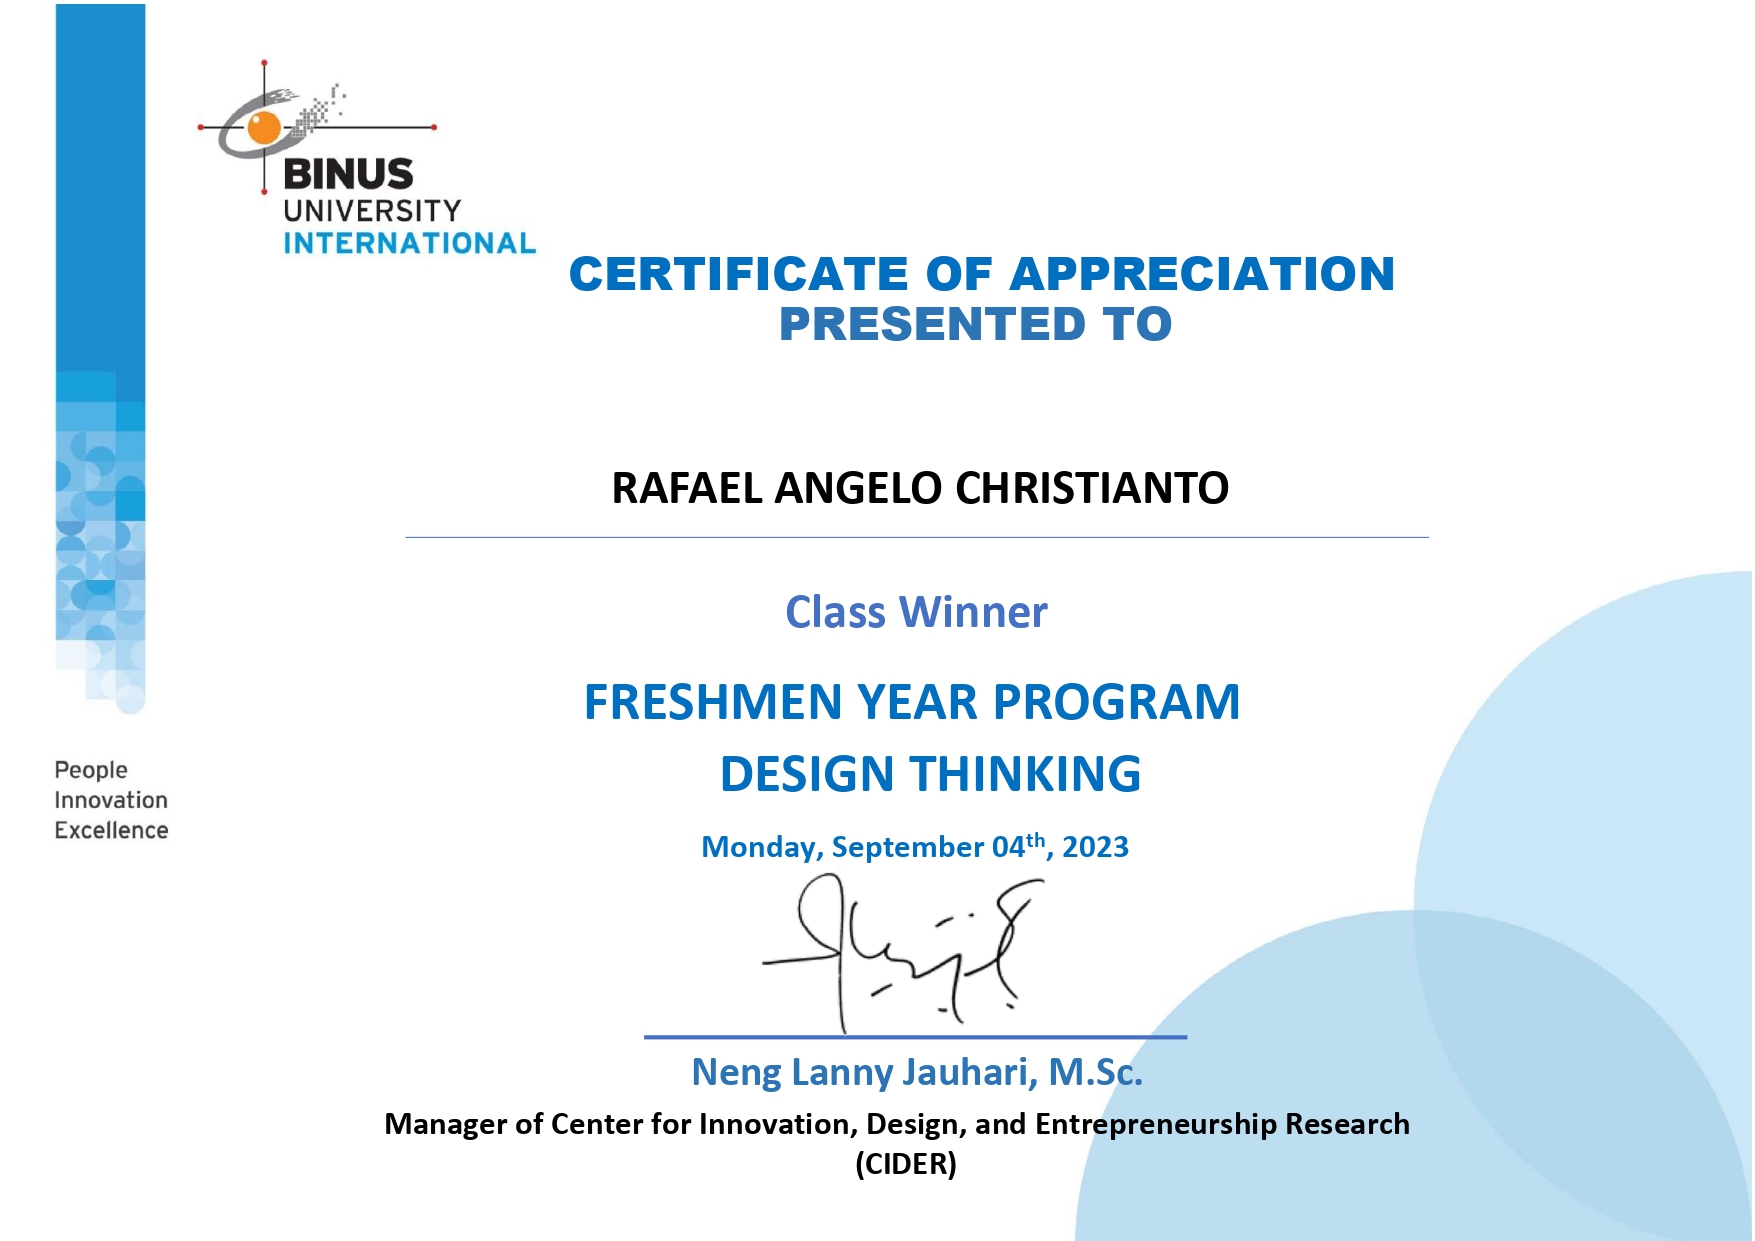 BINUS
UNIVERSITY
INTERNATIONAL
CERTIFICATE OF APPRECIATION
PRESENTED TO
RAFAEL ANGELO CHRISTIANTO
Class Winner
FRESHMEN YEAR PROGRAM
DESIGN THINKING
Monday, September 04th, 2023
Neng Lanny Jauhari, M.Sc.
Manager of Center for Innovation, Design, and Entrepreneurship Research
(CIDER)
People
Innovation
Excellence